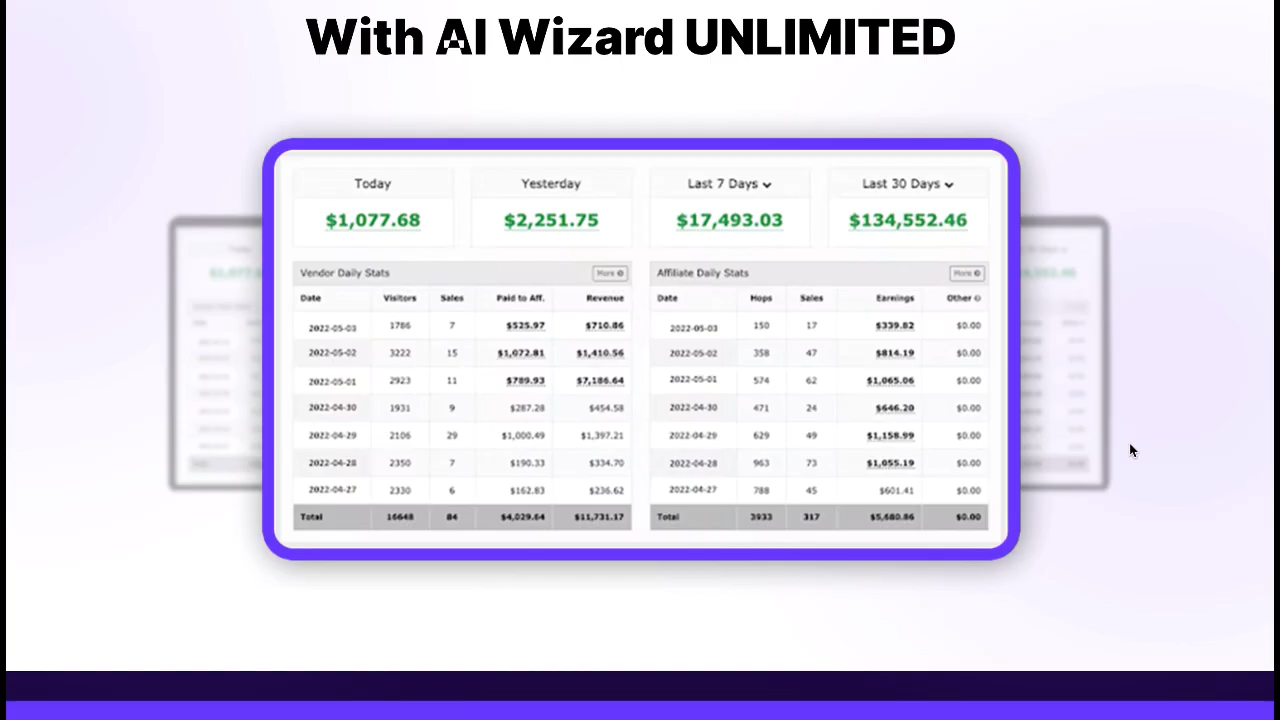 With AI Wizard UNLIMITED
Today Yesterday Last 7 Days Last 30 Days
$1,077.68 $2,251.75 $17,493.03 $134,552.46
Vendor Daily Stats More Affiliate Daily Stats More
Date Visitors Sales Paid to Aff. Revenue Date Hops Sales Earnings Other
2022-05-03 1786 7 $525.97 $710.86 2022-05-03 150 17 $339.82 $0.00
2022-05-02 3222 15 $1,072.81 $1,410.56 2022-05-02 358 47 $814.19 $0.00
2022-05-01 2923 11 $789.93 $7,186.64 2022-05-01 574 62 $1,065.06 $0.00
2022-04-30 1931 9 $287.28 $454.58 2022-04-30 471 24 $646.20 $0.00
2022-04-29 2106 29 $1,000.49 $1,397.21 2022-04-29 629 49 $1,158.99 $0.00
2022-04-28 2350 7 $190.33 $334.70 2022-04-28 963 73 $1,055.19 $0.00
2022-04-27 2330 6 $162.83 $236.62 2022-04-27 788 45 $601.41 $0.00
Total 16648 84 $4,029.64 $11,731.17 Total 3933 317 $5,680.86 $0.00